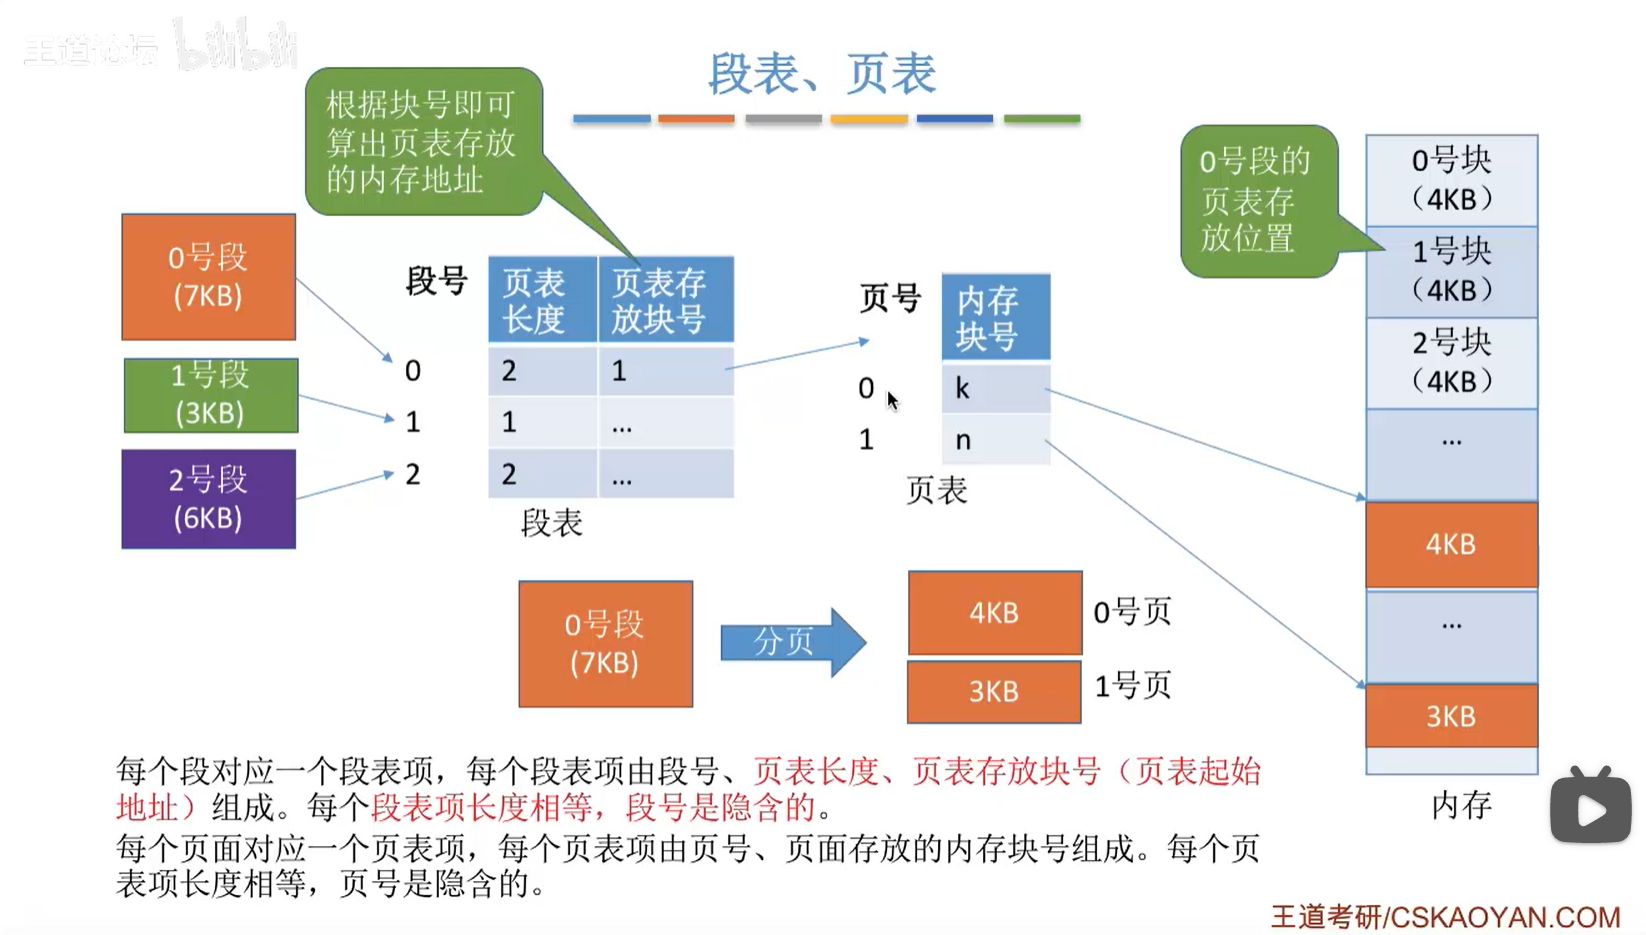 王道论坛 bilibili
段表、页表
根据块号即可
算出页表存放
的内存地址
0号段
(7KB)
1号段
(3KB)
2号段
(6KB)
段号
页表
长度
页表存
放块号
0
2
1
1
1
...
2
2
...
段表
页号
内存
块号
0
k
1
n
页表
0号段的
页表存
放位置
0号块
（4KB）
1号块
（4KB）
2号块
（4KB）
...
4KB
...
3KB
内存
0号段
(7KB)
分页
4KB
0号页
3KB
1号页
每个段对应一个段表项，每个段表项由段号、页表长度、页表存放块号（页表起始
地址）组成。每个段表项长度相等，段号是隐含的。
每个页面对应一个页表项，每个页表项由页号、页面存放的内存块号组成。每个页
表项长度相等，页号是隐含的。
王道考研/CSKAOYAN.COM